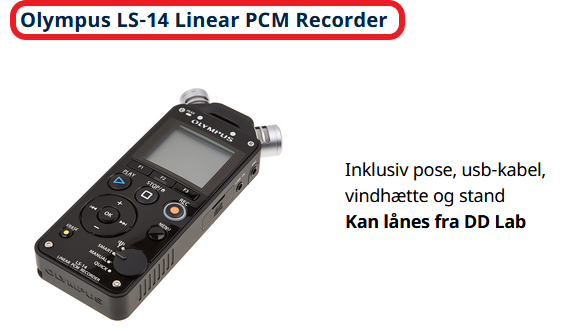 Olympus LS-14 Linear PCM Recorder
OLYMPUS
F1 F2 F3
PLAY
STOP/
REC
OK
MENU
ERASE
SMART
MANUAL
QUICK
LS-14
LINEAR PCM RECORDER
OLYMPUS
Inklusiv pose, usb-kabel,
vindhætte og stand
Kan lånes fra DD Lab